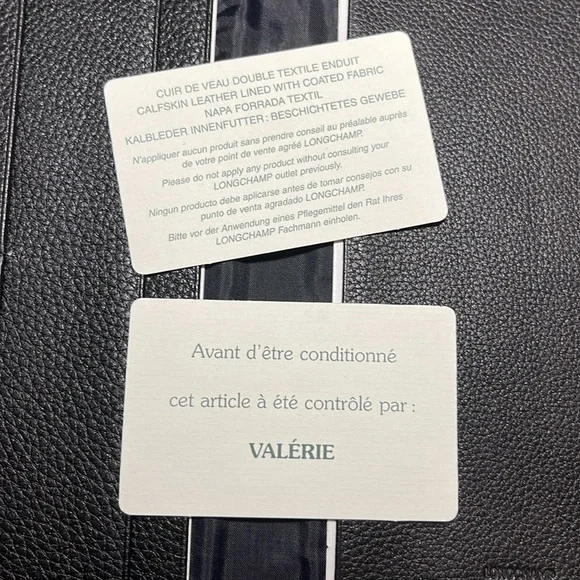 CUIR DE VEAU DOUBLE TEXTILE ENDUIT
CALFSKIN LEATHER LINED WITH COATED FABRIC
NAPA FORRADA TEXTIL
KALBLEDER INNENFUTTER : BESCHICHTETES GEWEBE
N'appliquer aucun produit sans prendre conseil au préalable auprès
de votre point de vente agréé LONGCHAMP.
Please do not apply any product without consulting your
LONGCHAMP outlet previously.
Ningun producto debe aplicarse antes de tomar consejos con su
punto de venta agradado LONGCHAMP.
Bitte vor der Anwendung eines Pflegemittel den Rat Ihres
LONGCHAMP Fachmann einholen.
Avant d'être conditionné
cet article à été contrôlé par :
VALÉRIE